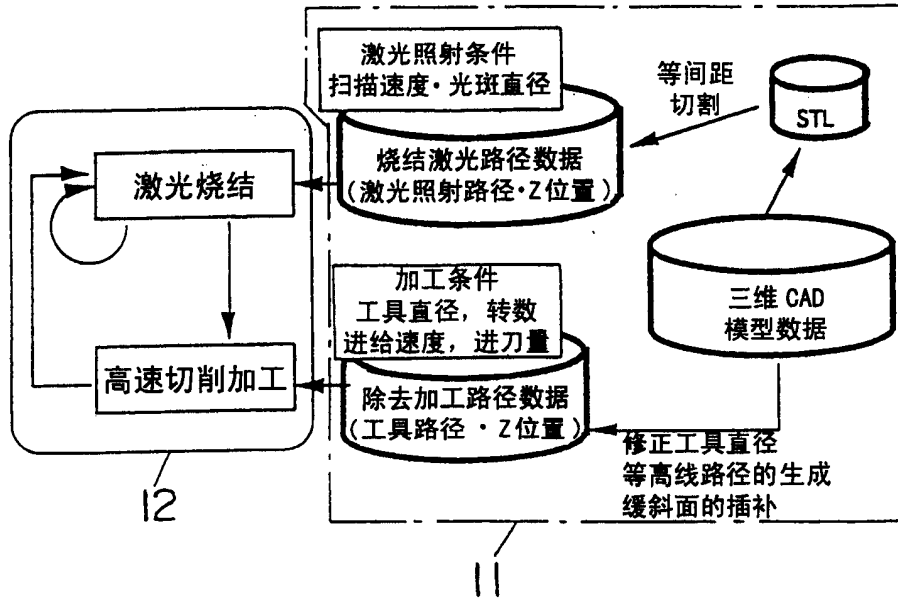 激光照射条件
扫描速度·光斑直径
烧结激光路径数据
(激光照射路径·Z位置)
等间距
切割
STL
激光烧结
三维 CAD
模型数据
加工条件
工具直径，转数
进给速度，进刀量
高速切削加工
除去加工路径数据
(工具路径·Z位置)
修正工具直径
等离线路径的生成
缓斜面的插补
12
11